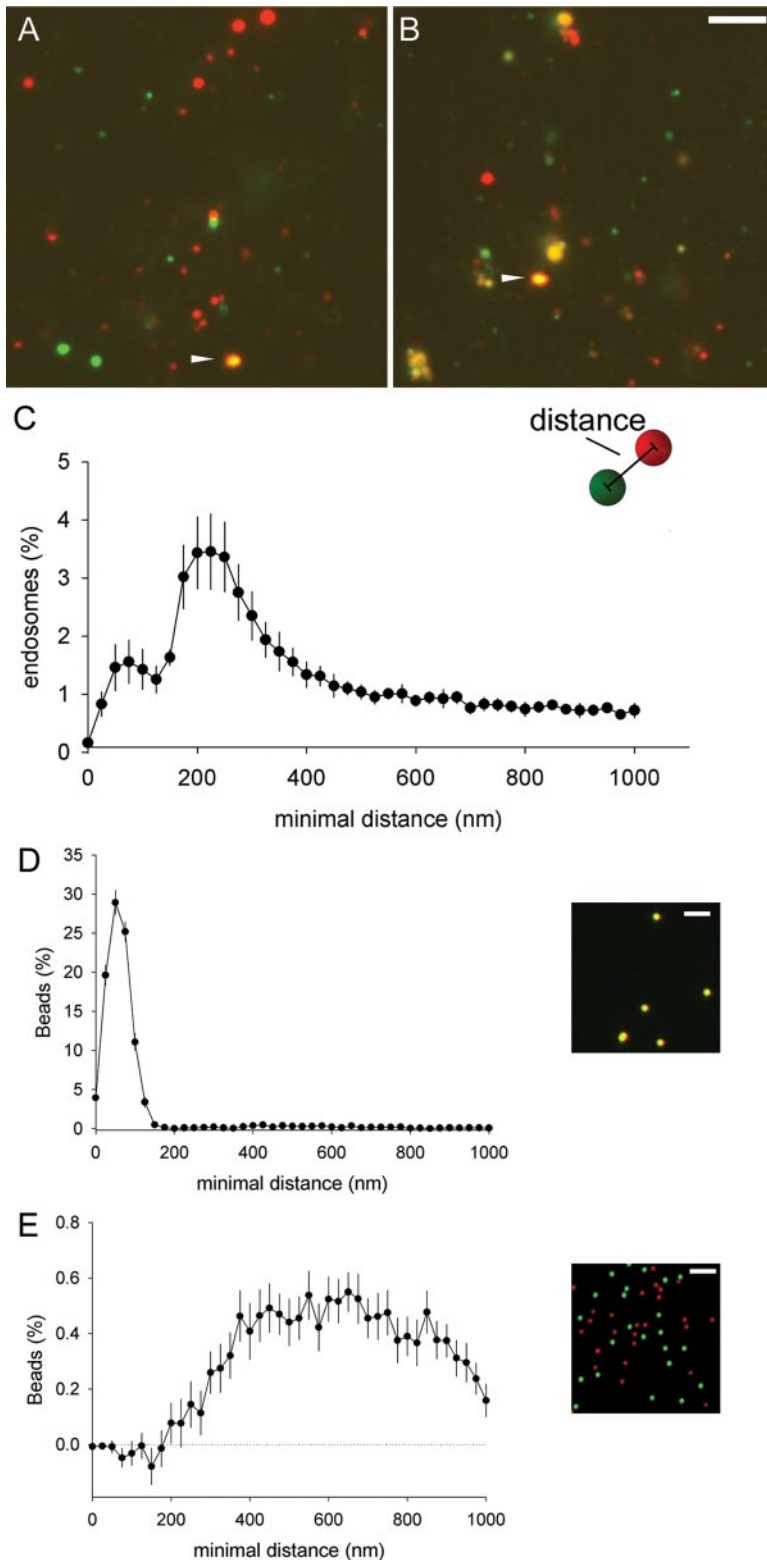 A
B
C
distance
5
4
3
2
1
0
endosomes (%)
0 200 400 600 800 1000
minimal distance (nm)
D
35
30
25
20
15
10
5
0
Beads (%)
0 200 400 600 800 1000
minimal distance (nm)
E
0.8
0.6
0.4
0.2
0.0
Beads (%)
0 200 400 600 800 1000
minimal distance (nm)